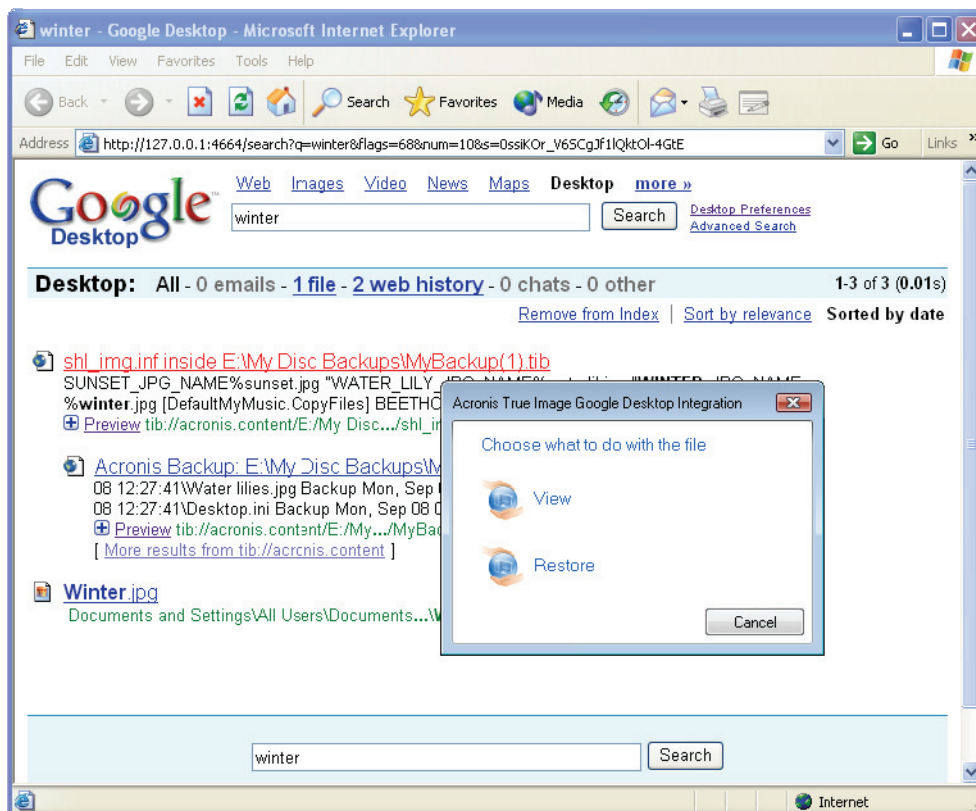 winter - Google Desktop - Microsoft Internet Explorer
File Edit View Favorites Tools Help
Back Search Favorites Media
Address http://127.0.0.1:4664/search?q=winter&flags=68&num=10&s=0ssiKOr_V65CgJf1lQktOl-4GtE Go Links »
Web Images Video News Maps Desktop more »
Google™
Desktop
winter Search Desktop Preferences
Advanced Search
Desktop: All - 0 emails - 1 file - 2 web history - 0 chats - 0 other 1-3 of 3 (0.01s)
Remove from Index Sort by relevance Sorted by date
shl_img.inf inside E:\My Disc Backups\MyBackup(1).tib
SUNSET_JPG_NAME%sunset.jpg "WATER_LILY
%winter.jpg [DefaultMyMusic.CopyFiles]
Preview tib://acronis.content/E:/My Disc.../shl_i
Acronis Backup: E:\My Disc Backups\M
08 12:27:41\Water lilies.jpg Backup Mon, Sep
08 12:27:41\Desktop.ini Backup Mon, Sep 08
Preview tib://acronis.content/E:/My.../MyBac
[ More results from tib://acronis.content ]
Winter.jpg
Documents and Settings\All Users\Documents...\
Acronis True Image Google Desktop Integration
Choose what to do with the file
View
Restore
Cancel
winter Search
Internet